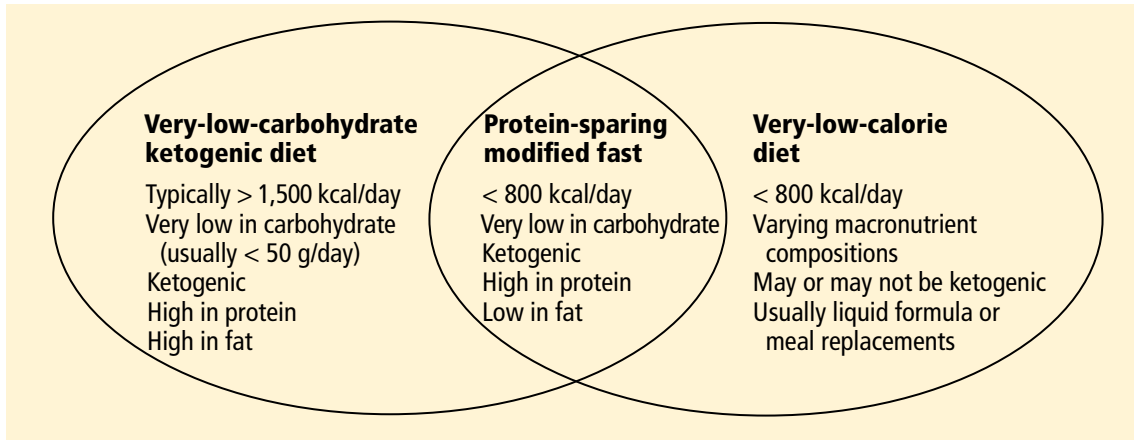 Very-low-carbohydrate
ketogenic diet
Typically > 1,500 kcal/day
Very low in carbohydrate
(usually < 50 g/day)
Ketogenic
High in protein
High in fat
Protein-sparing
modified fast
< 800 kcal/day
Very low in carbohydrate
Ketogenic
High in protein
Low in fat
Very-low-calorie
diet
< 800 kcal/day
Varying macronutrient
compositions
May or may not be ketogenic
Usually liquid formula or
meal replacements